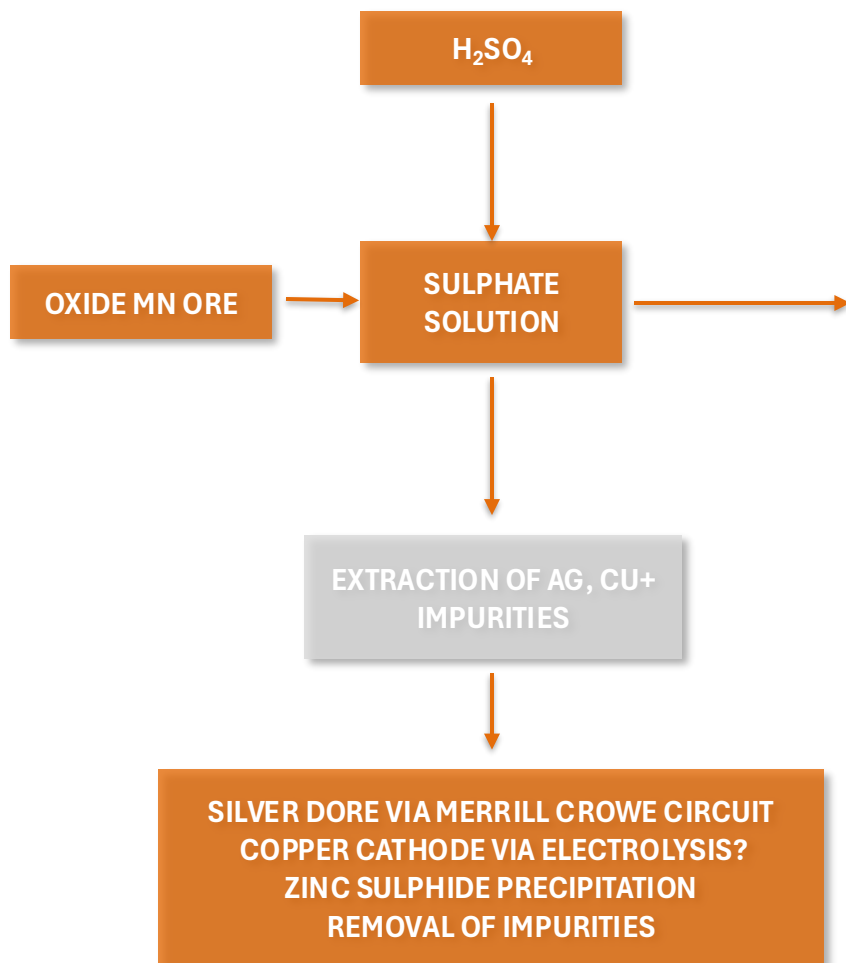 H₂SO₄
OXIDE MN ORE
SULPHATE
SOLUTION
EXTRACTION OF AG, CU+
IMPURITIES
SILVER DORE VIA MERRILL CROWE CIRCUIT
COPPER CATHODE VIA ELECTROLYSIS?
ZINC SULPHIDE PRECIPITATION
REMOVAL OF IMPURITIES